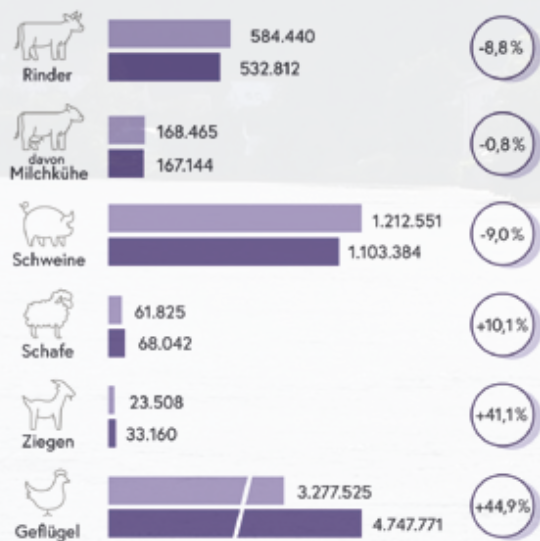 584.440
-8,8%
Rinder
532.812
168.465
-0,8%
davon
Milchkühe
167.144
1.212.551
-9,0%
Schweine
1.103.384
61.825
+10,1%
Schafe
68.042
23.508
+41,1%
Ziegen
33.160
3.277.525
+44,9%
Geflügel
4.747.771